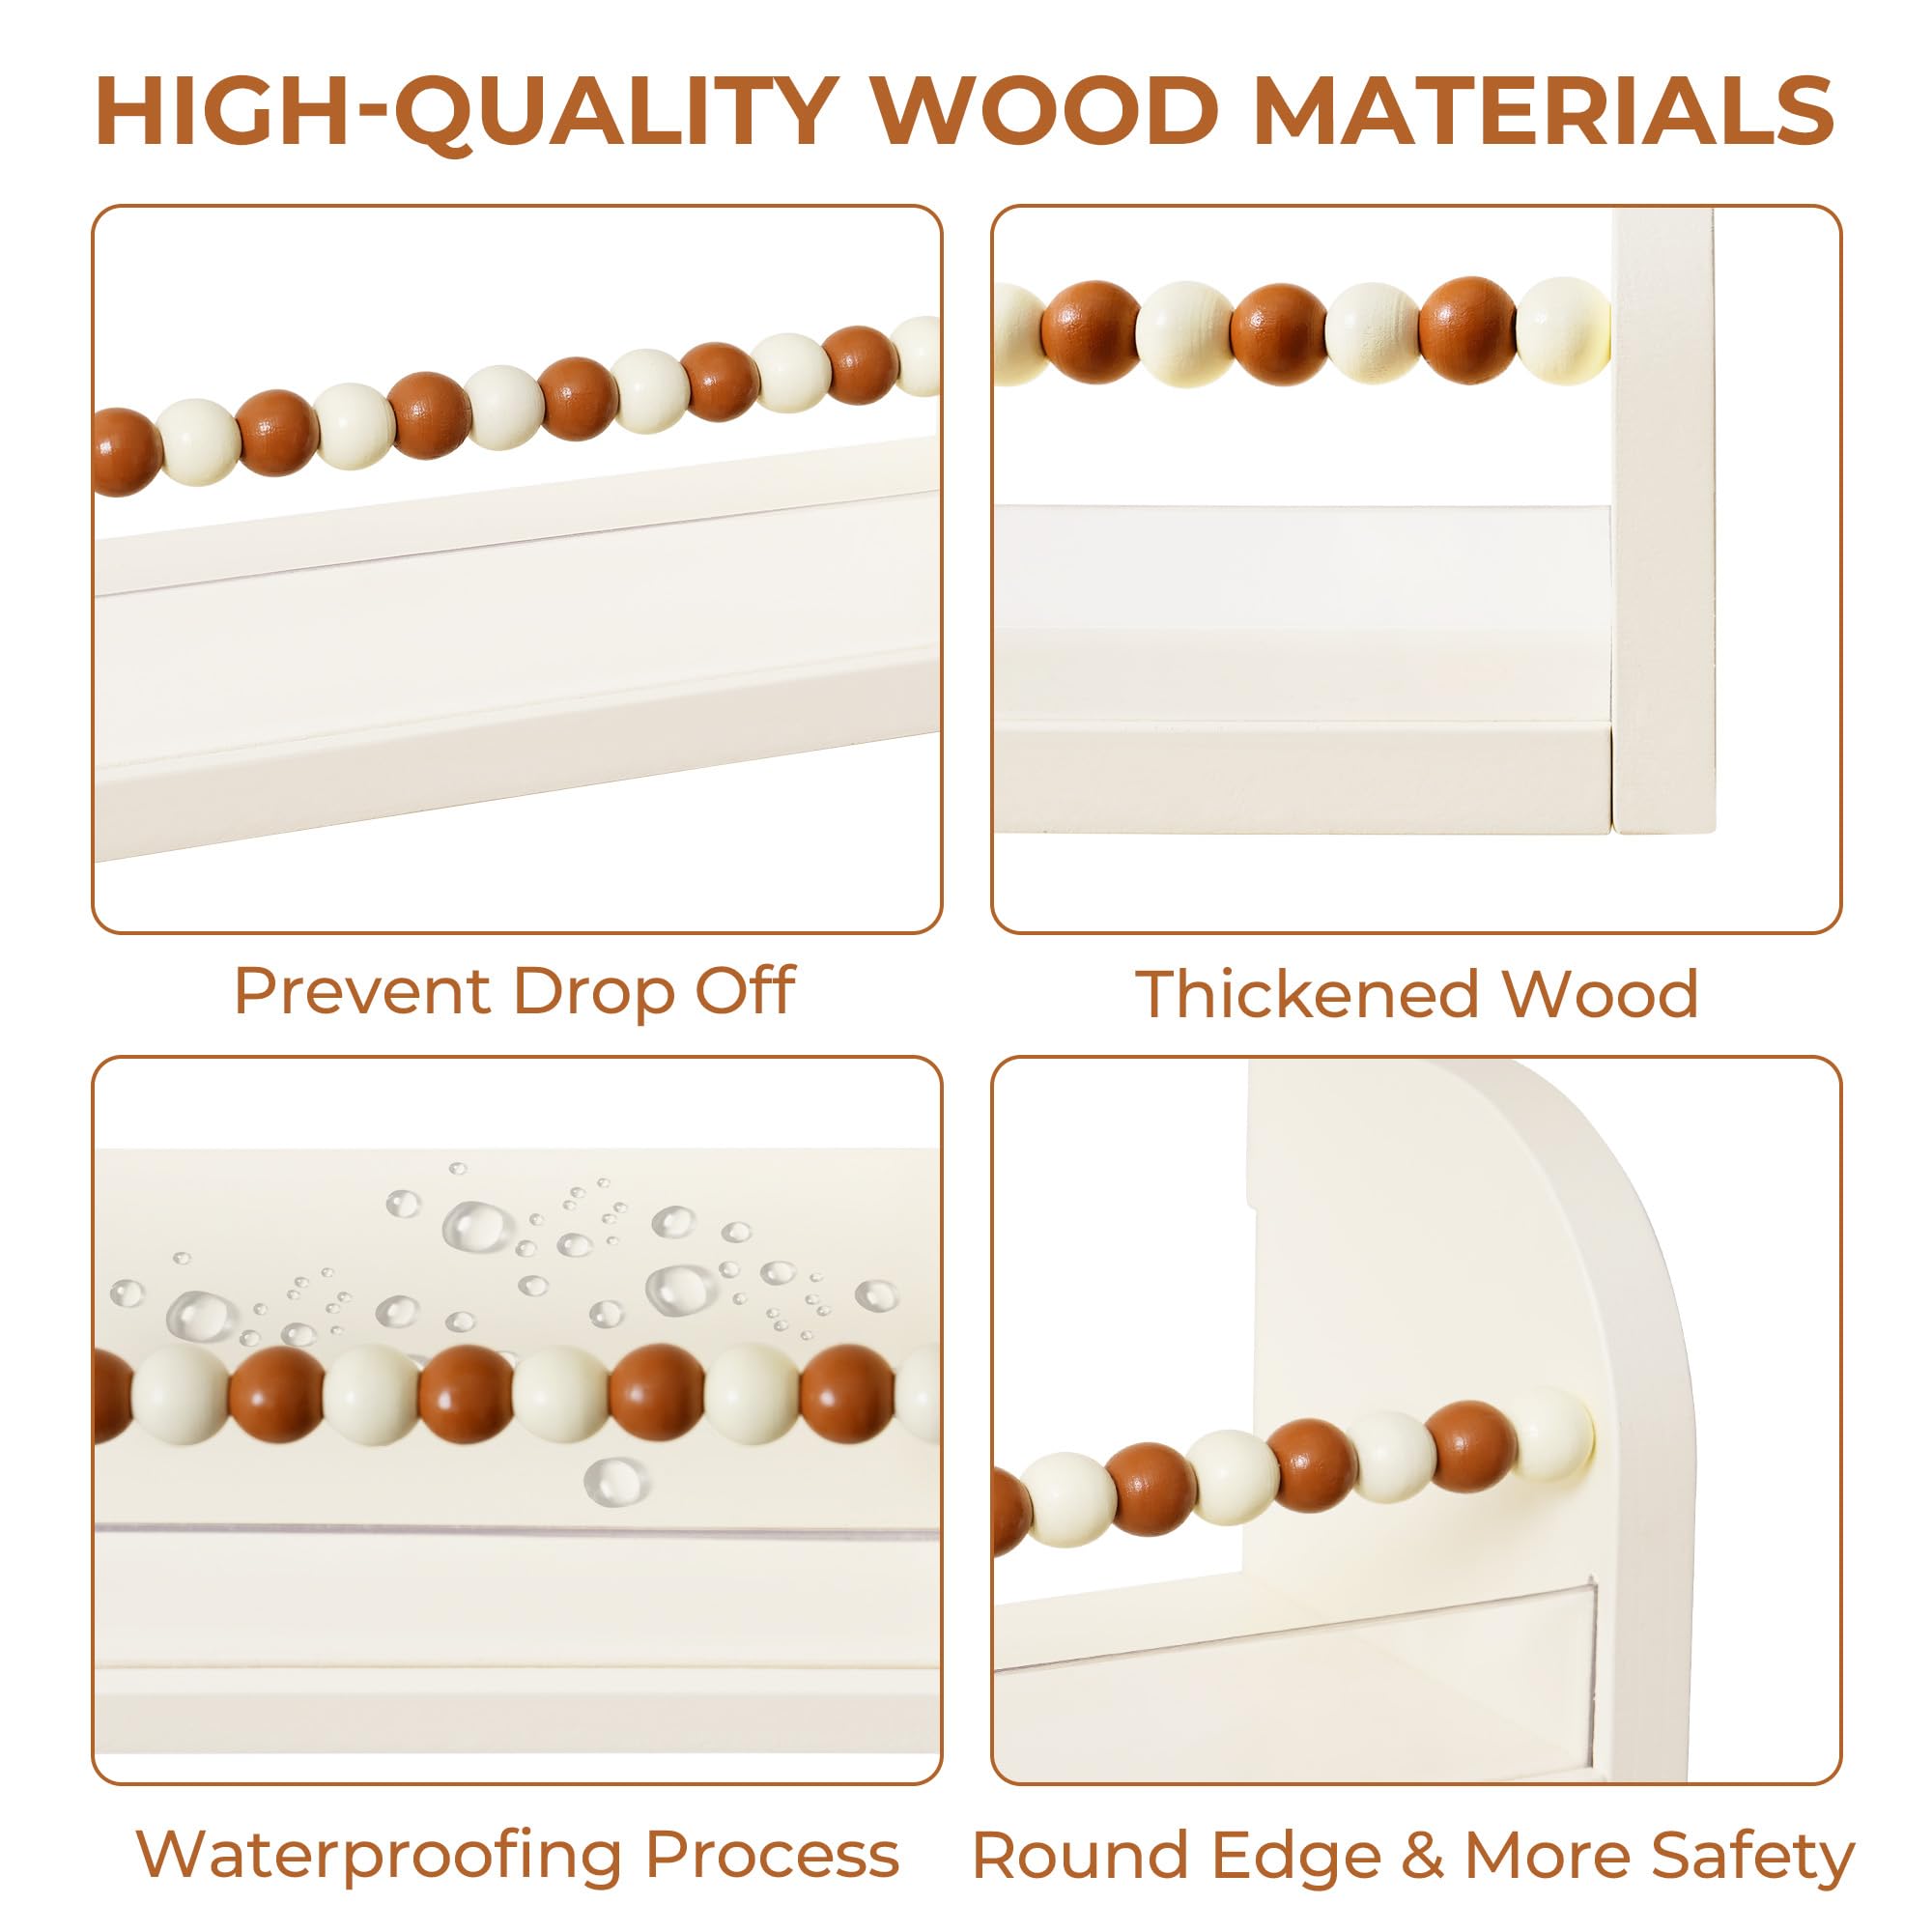 HIGH-QUALITY WOOD MATERIALS
Prevent Drop Off
Thickened Wood
Waterproofing Process
Round Edge & More Safety